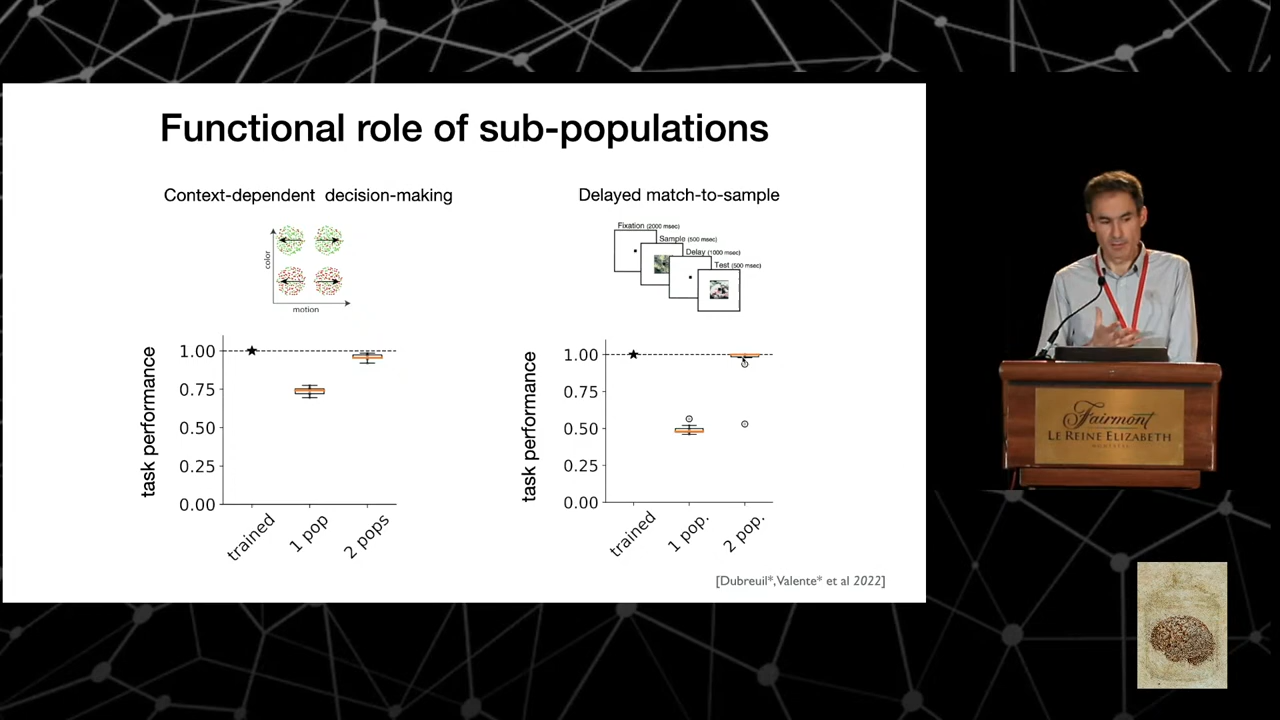 Functional role of sub-populations
Context-dependent decision-making
color
motion
task performance
1.00
0.75
0.50
0.25
0.00
trained
1 pop
2 pops
Delayed match-to-sample
Fixation (2000 msec)
Sample (500 msec)
Delay (1000 msec)
Test (500 msec)
task performance
1.00
0.75
0.50
0.25
0.00
trained
1 pop.
2 pop.
[Dubreuil*,Valente* et al 2022]
Fairmont
LE REINE ELIZABETH
MONTRÉAL